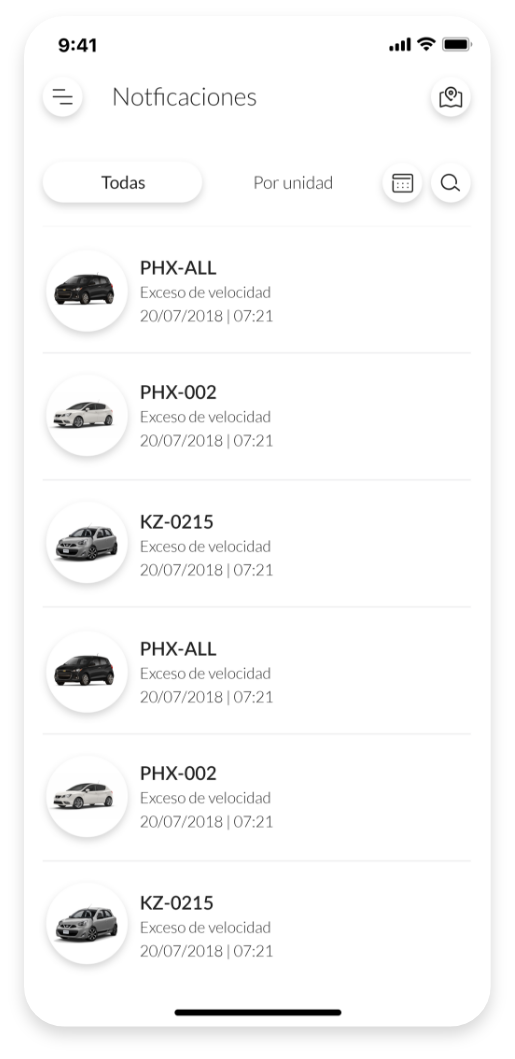 9:41
Notficaciones
Todas
Por unidad
PHX-ALL
Exceso de velocidad
20/07/2018 | 07:21
PHX-002
Exceso de velocidad
20/07/2018 | 07:21
KZ-0215
Exceso de velocidad
20/07/2018 | 07:21
PHX-ALL
Exceso de velocidad
20/07/2018 | 07:21
PHX-002
Exceso de velocidad
20/07/2018 | 07:21
KZ-0215
Exceso de velocidad
20/07/2018 | 07:21